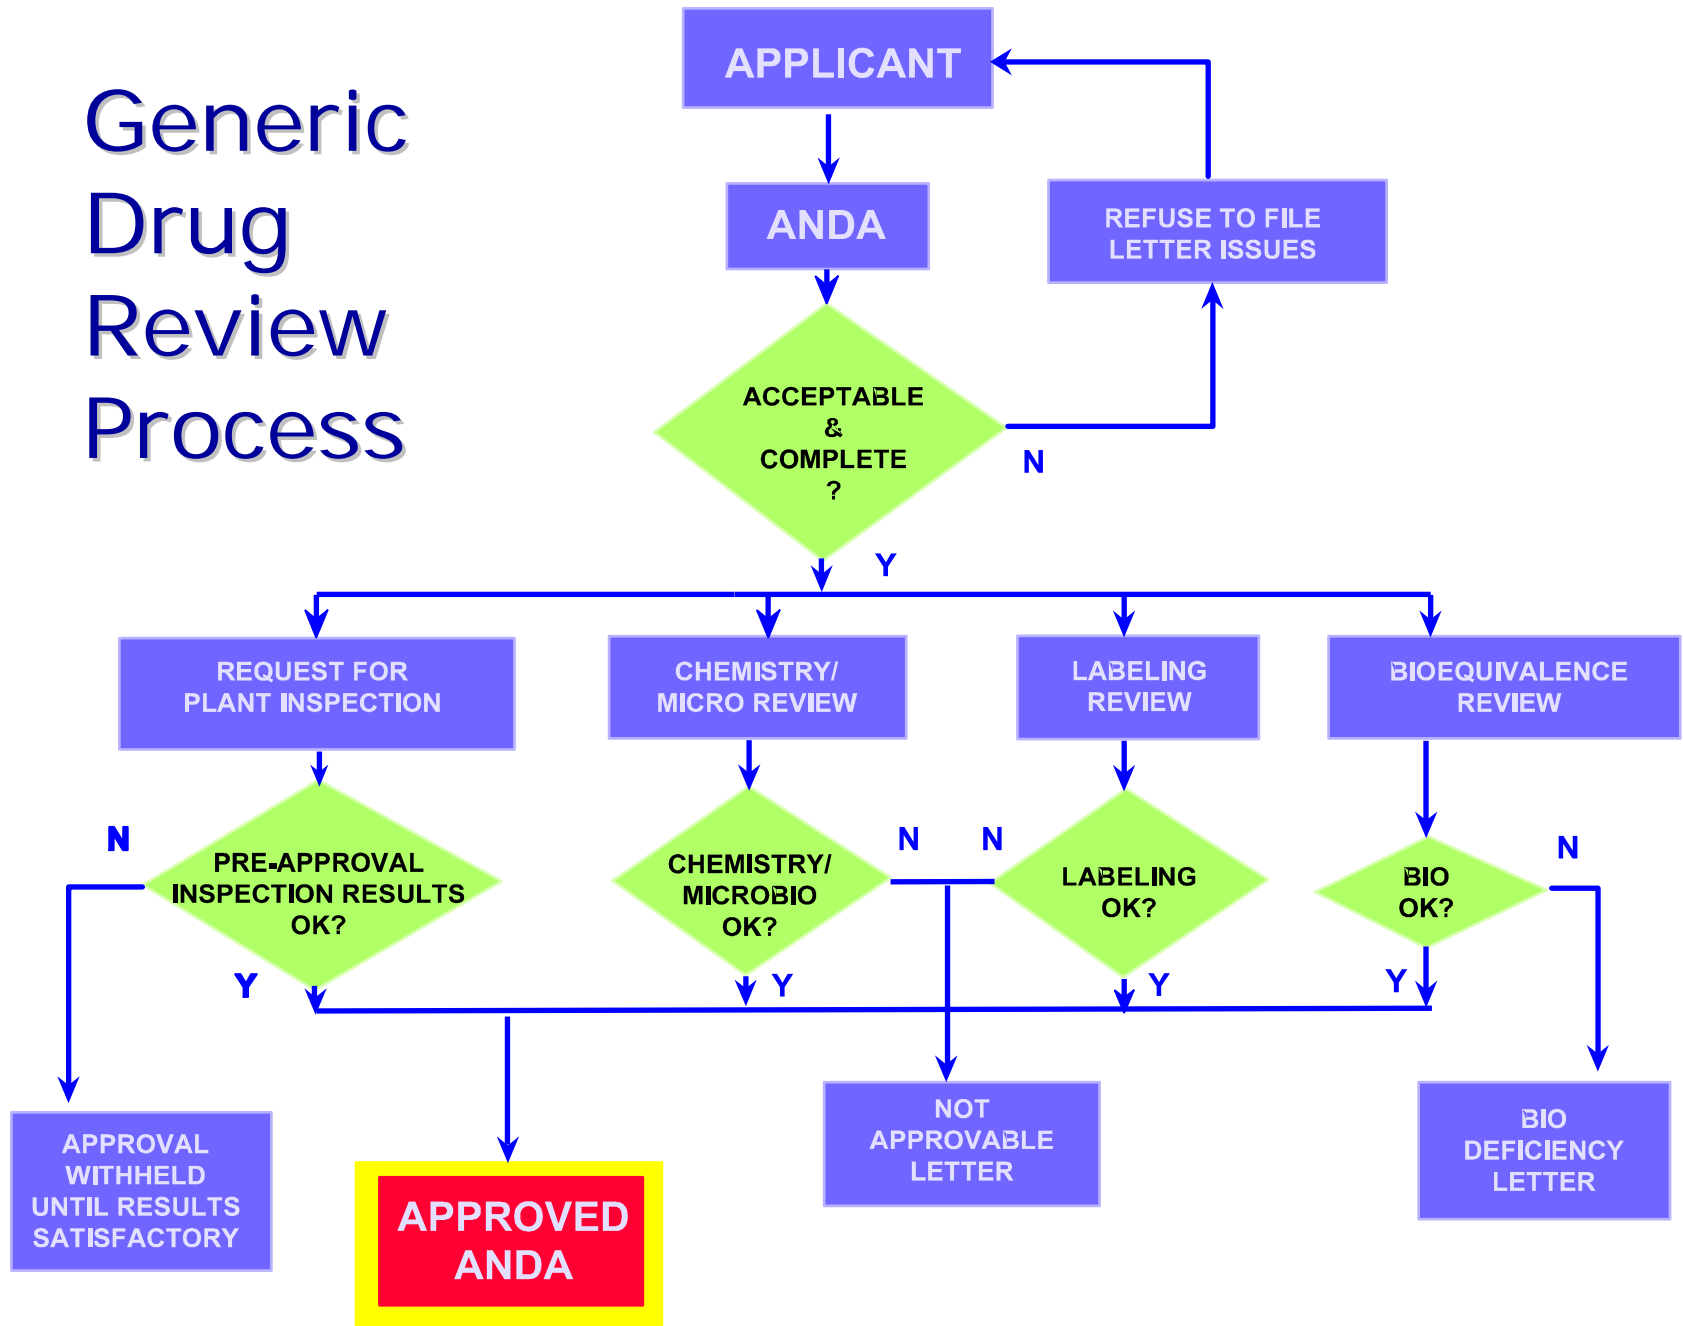 Generic
Drug
Review
Process
APPLICANT
ANDA
REFUSE TO FILE
LETTER ISSUES
ACCEPTABLE
&
COMPLETE
?
N
Y
REQUEST FOR
PLANT INSPECTION
CHEMISTRY/
MICRO REVIEW
LABELING
REVIEW
BIOEQUIVALENCE
REVIEW
N
PRE-APPROVAL
INSPECTION RESULTS
OK?
Y
CHEMISTRY/
MICROBIO
OK?
N
Y
N
LABELING
OK?
Y
BIO
OK?
N
Y
APPROVAL
WITHHELD
UNTIL RESULTS
SATISFACTORY
APPROVED
ANDA
NOT
APPROVABLE
LETTER
BIO
DEFICIENCY
LETTER